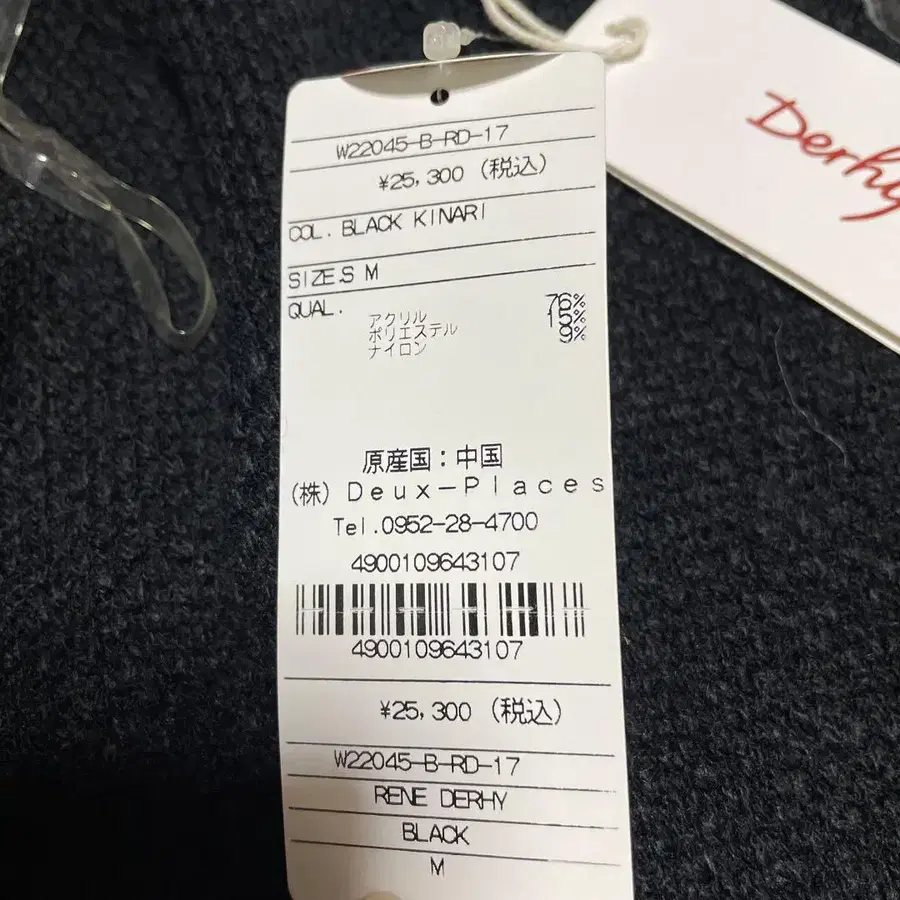 W22045-B-RD-17
¥25,300 (税込)
COL. BLACK KINARI
SIZE.S M
QUAL.
アクリル 76%
ポリエステル 15%
ナイロン 9%
原産国：中国
(株) Deux-Places
Tel.0952-28-4700
4900109643107
4900109643107
¥25,300 (税込)
W22045-B-RD-17
RENE DERHY
BLACK
M
Derhy